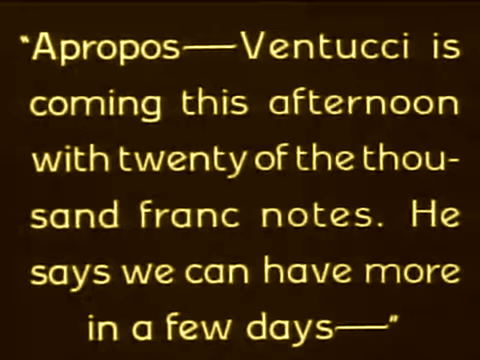 "Apropos—Ventucci is
coming this afternoon
with twenty of the thou-
sand franc notes. He
says we can have more
in a few days—"